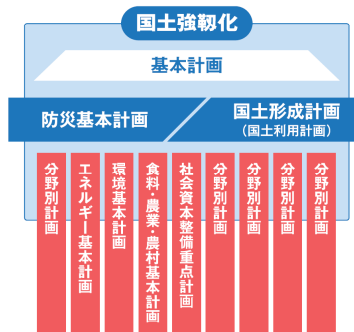 国土強靱化
基本計画
防災基本計画
国土形成計画
(国土利用計画)
分野別計画
エネルギー基本計画
環境基本計画
食料・農業・農村基本計画
社会資本整備重点計画
分野別計画
分野別計画
分野別計画
分野別計画